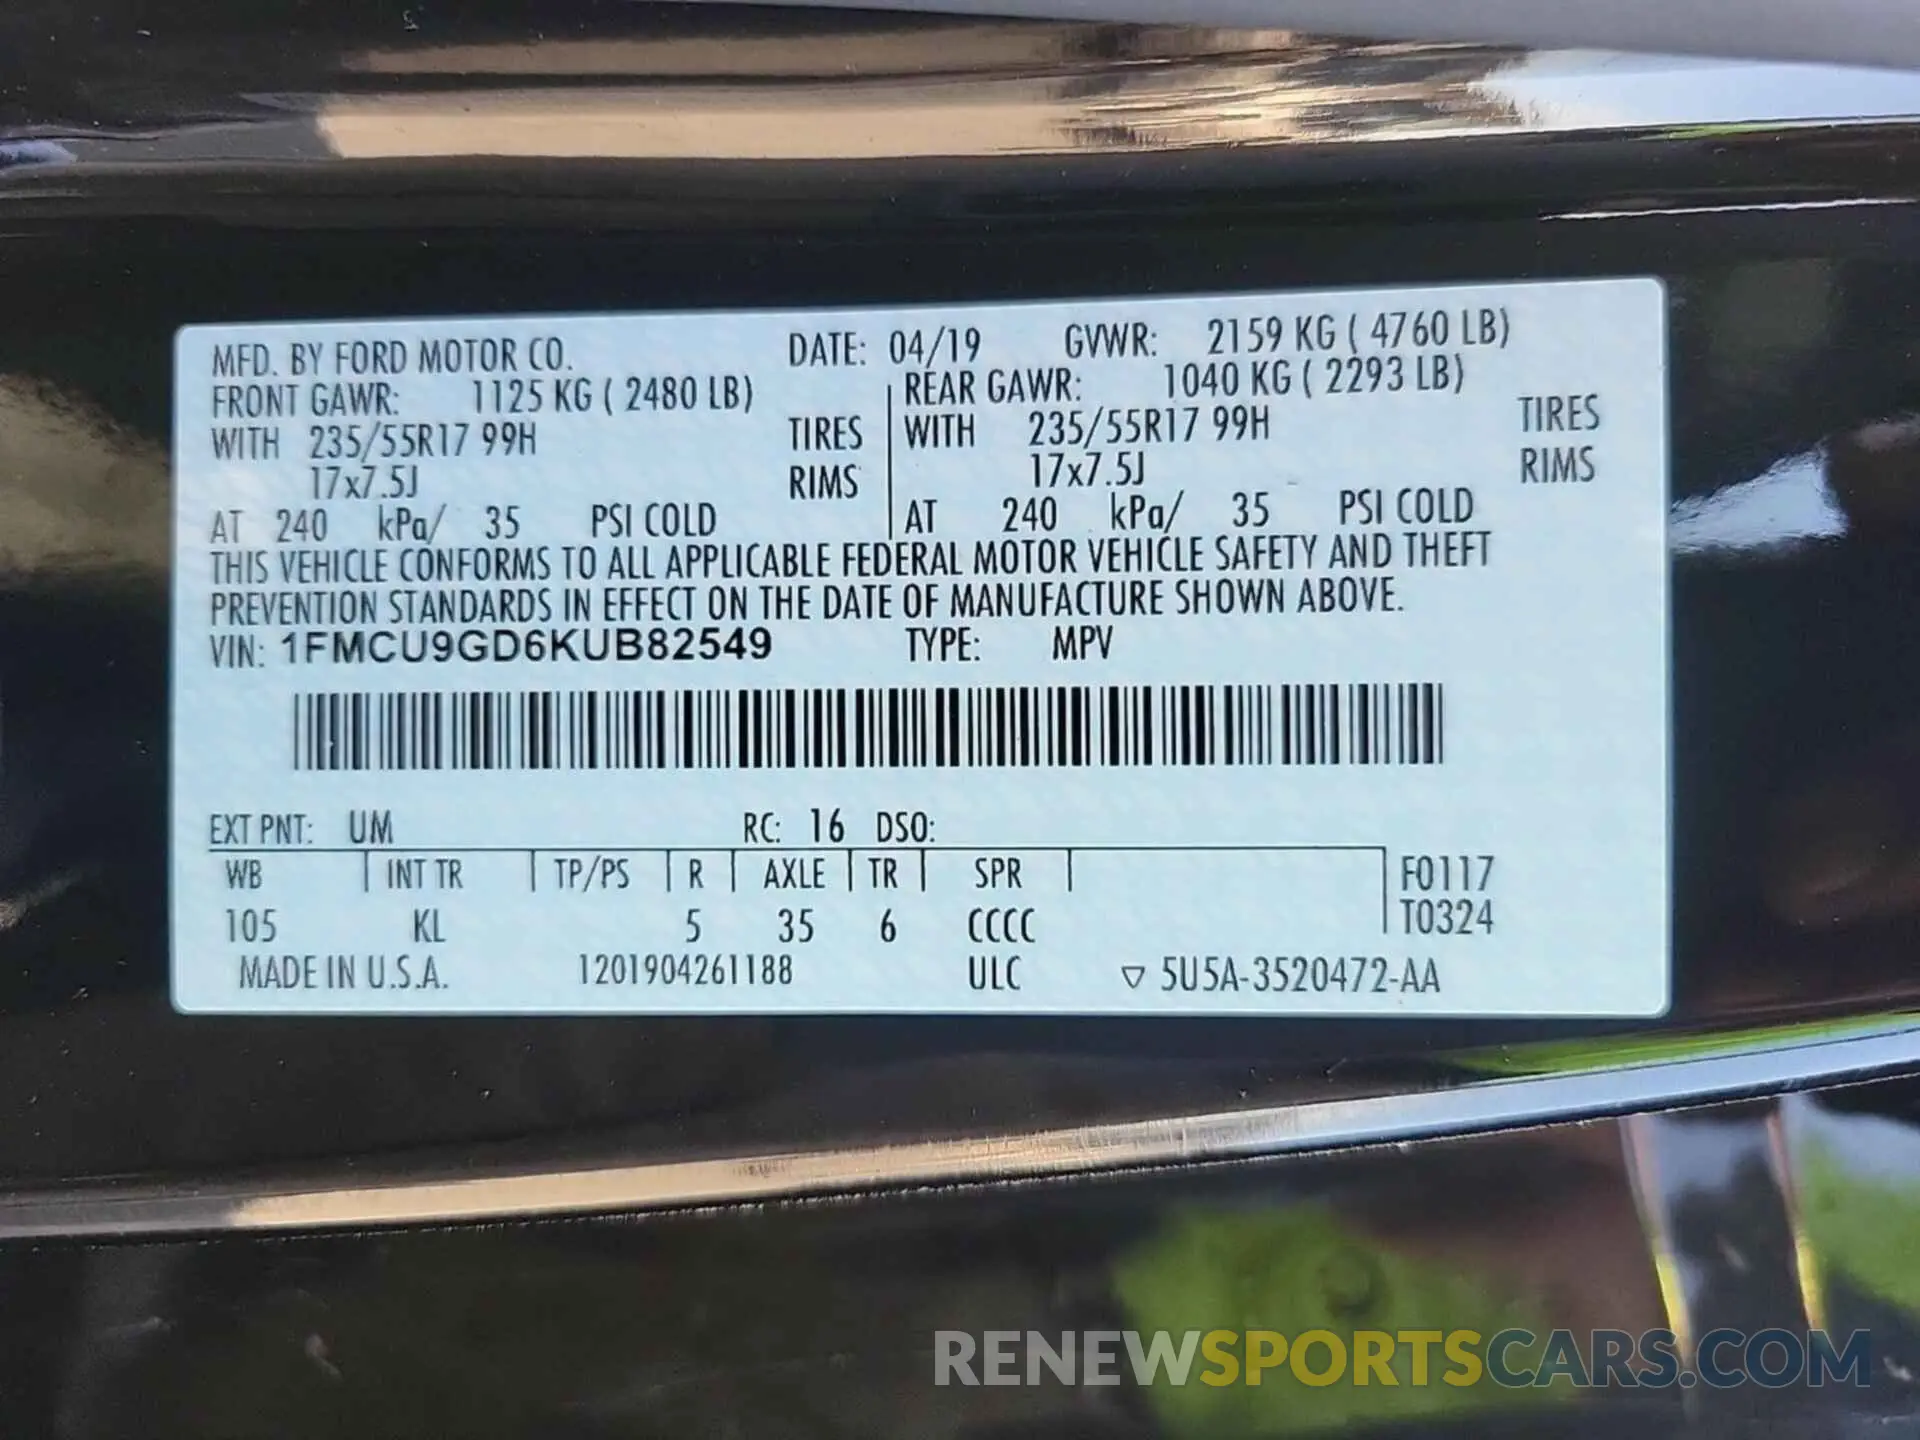 MFD. BY FORD MOTOR CO. DATE: 04/19 GVWR: 2159 KG ( 4760 LB)
FRONT GAWR: 1125 KG ( 2480 LB) REAR GAWR: 1040 KG ( 2293 LB)
WITH 235/55R17 99H TIRES WITH 235/55R17 99H TIRES
17x7.5J RIMS 17x7.5J RIMS
AT 240 kPa/ 35 PSI COLD AT 240 kPa/ 35 PSI COLD
THIS VEHICLE CONFORMS TO ALL APPLICABLE FEDERAL MOTOR VEHICLE SAFETY AND THEFT
PREVENTION STANDARDS IN EFFECT ON THE DATE OF MANUFACTURE SHOWN ABOVE.
VIN: 1FMCU9GD6KUB82549 TYPE: MPV
EXT PNT: UM RC: 16 DSO:
WB INT TR TP/PS R AXLE TR SPR F0117
105 KL 5 35 6 CCCC T0324
MADE IN U.S.A. 1201904261188 ULC ▽ 5U5A-3520472-AA
RENEWSPORTSCARS.COM